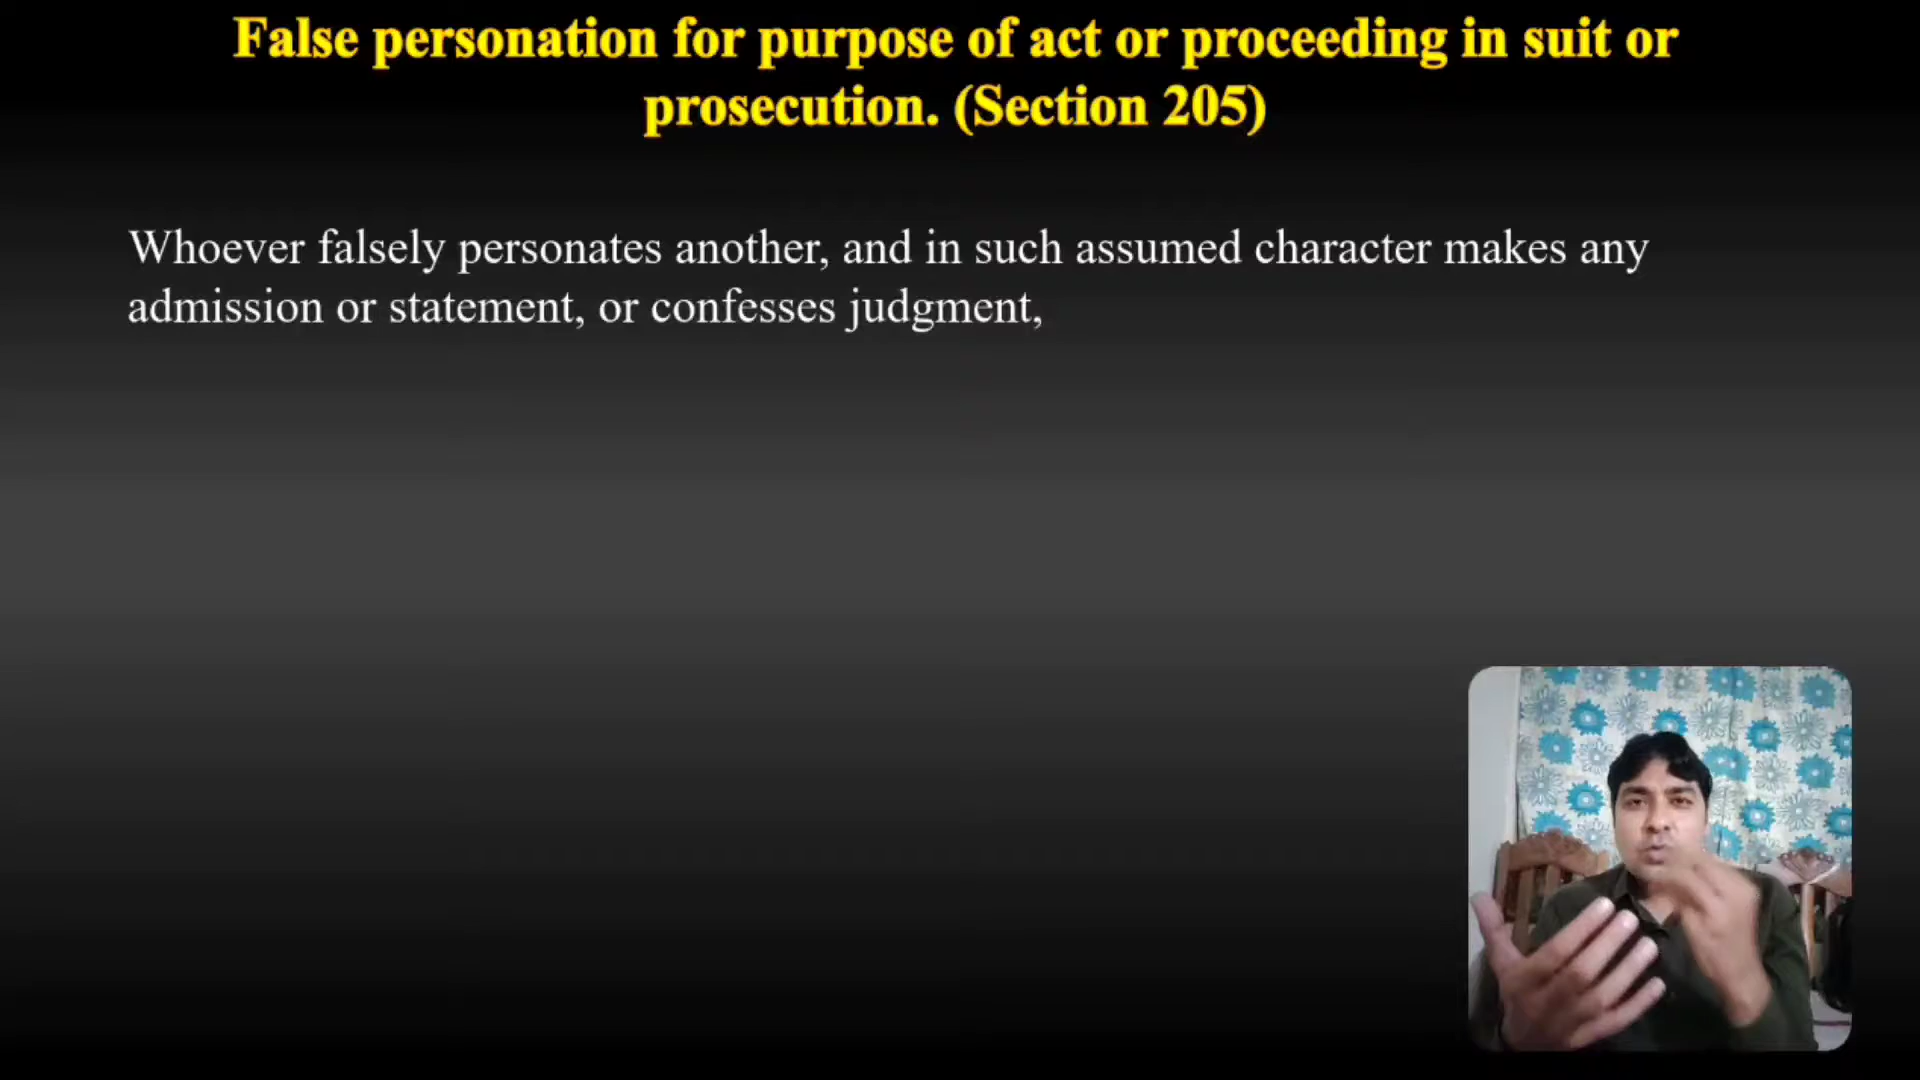 False personation for purpose of act or proceeding in suit or
prosecution. (Section 205)
Whoever falsely personates another, and in such assumed character makes any
admission or statement, or confesses judgment,